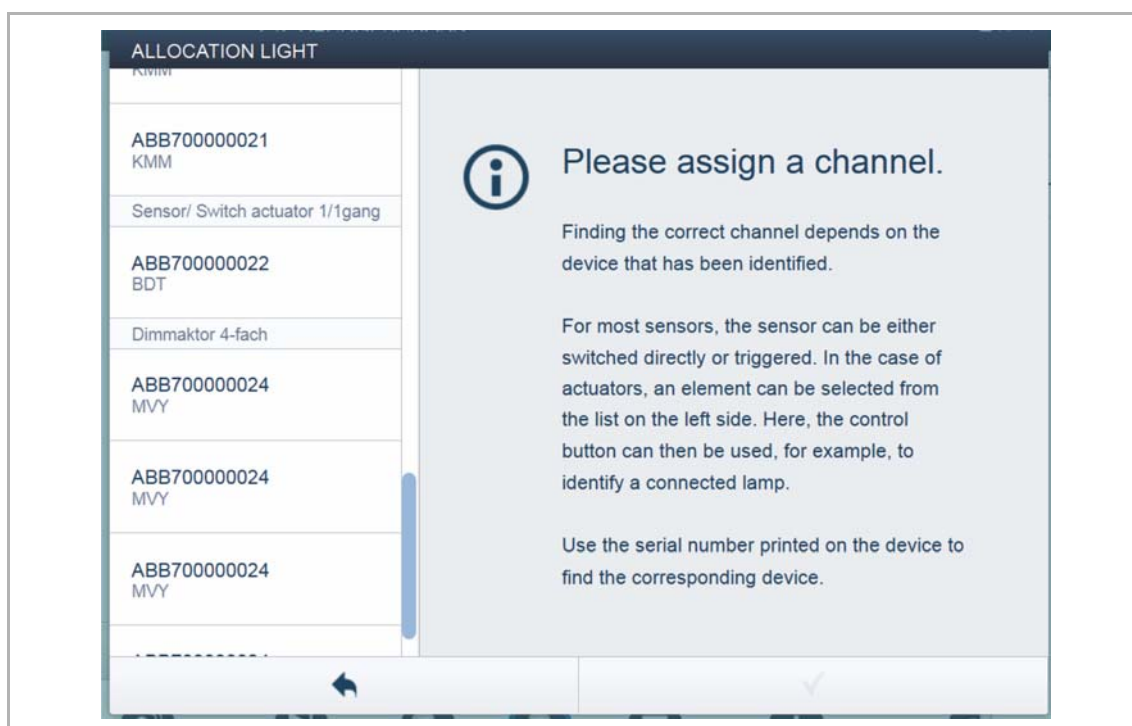 ALLOCATION LIGHT
KMM
ABB700000021
KMM
Sensor/ Switch actuator 1/1gang
ABB700000022
BDT
Dimmaktor 4-fach
ABB700000024
MVY
ABB700000024
MVY
ABB700000024
MVY
Please assign a channel.
Finding the correct channel depends on the
device that has been identified.
For most sensors, the sensor can be either
switched directly or triggered. In the case of
actuators, an element can be selected from
the list on the left side. Here, the control
button can then be used, for example, to
identify a connected lamp.
Use the serial number printed on the device to
find the corresponding device.